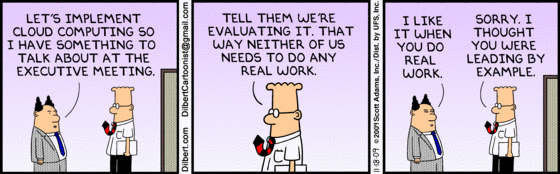 LET'S IMPLEMENT
CLOUD COMPUTING SO
I HAVE SOMETHING TO
TALK ABOUT AT THE
EXECUTIVE MEETING.
Dilbert.com DilbertCartoonist@gmail.com
TELL THEM WE'RE
EVALUATING IT. THAT
WAY NEITHER OF US
NEEDS TO DO ANY
REAL WORK.
11-18-09 ©2009 Scott Adams, Inc./Dist. by UFS, Inc.
I LIKE
IT WHEN
YOU DO
REAL
WORK.
SORRY. I
THOUGHT
YOU WERE
LEADING BY
EXAMPLE.